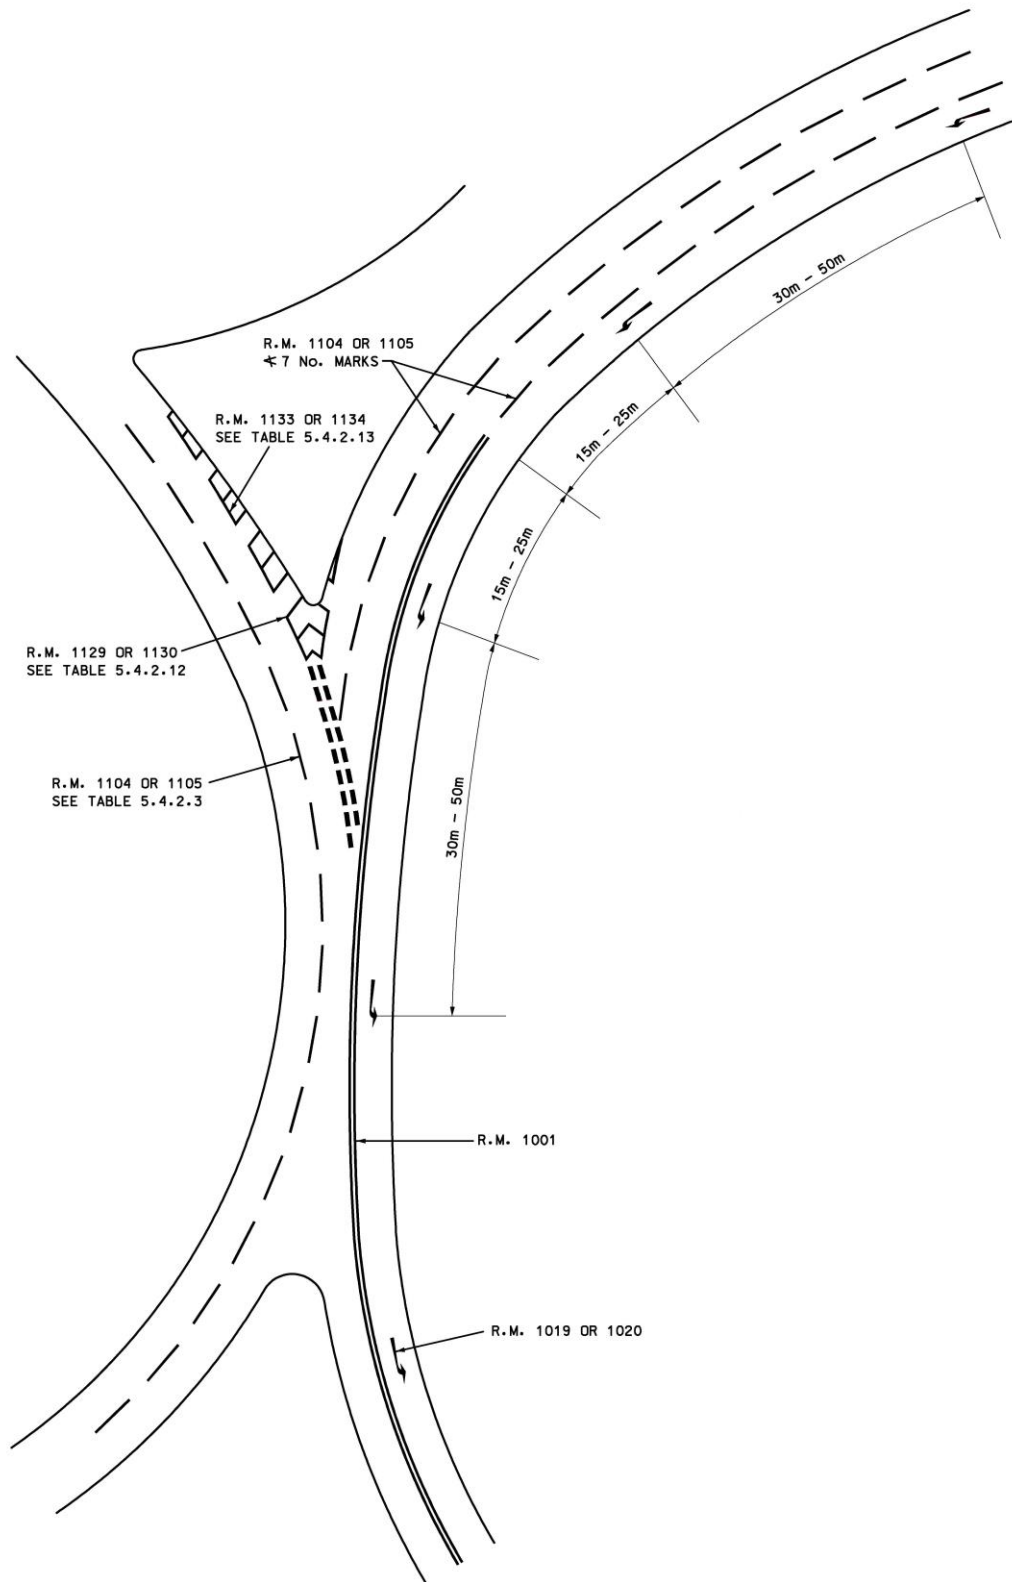 30m - 50m
R.M. 1104 OR 1105
≮ 7 No. MARKS
15m - 25m
R.M. 1133 OR 1134
SEE TABLE 5.4.2.13
15m - 25m
R.M. 1129 OR 1130
SEE TABLE 5.4.2.12
R.M. 1104 OR 1105
SEE TABLE 5.4.2.3
30m - 50m
R.M. 1001
R.M. 1019 OR 1020